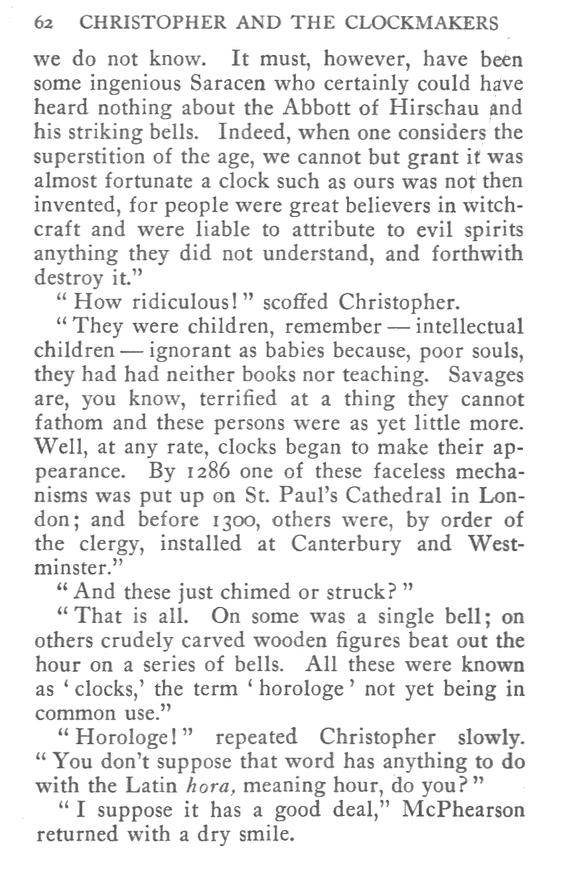 62 CHRISTOPHER AND THE CLOCKMAKERS
we do not know. It must, however, have been
some ingenious Saracen who certainly could have
heard nothing about the Abbott of Hirschau and
his striking bells. Indeed, when one considers the
superstition of the age, we cannot but grant it was
almost fortunate a clock such as ours was not then
invented, for people were great believers in witch-
craft and were liable to attribute to evil spirits
anything they did not understand, and forthwith
destroy it.”
“ How ridiculous! ” scoffed Christopher.
“ They were children, remember — intellectual
children — ignorant as babies because, poor souls,
they had had neither books nor teaching. Savages
are, you know, terrified at a thing they cannot
fathom and these persons were as yet little more.
Well, at any rate, clocks began to make their ap-
pearance. By 1286 one of these faceless mecha-
nisms was put up on St. Paul’s Cathedral in Lon-
don; and before 1300, others were, by order of
the clergy, installed at Canterbury and West-
minster.”
“ And these just chimed or struck? ”
“ That is all. On some was a single bell; on
others crudely carved wooden figures beat out the
hour on a series of bells. All these were known
as ‘ clocks,’ the term ‘ horologe ’ not yet being in
common use.”
“ Horologe! ” repeated Christopher slowly.
“ You don’t suppose that word has anything to do
with the Latin hora, meaning hour, do you? ”
“ I suppose it has a good deal,” McPhearson
returned with a dry smile.